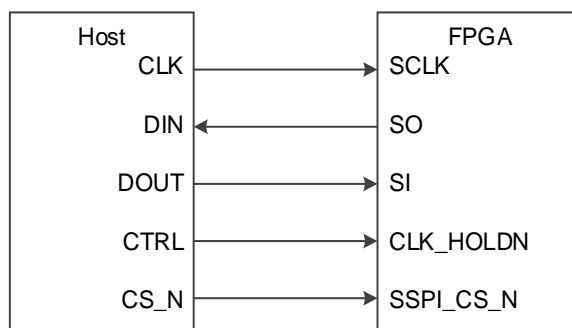 Host FPGA
CLK SCLK
DIN SO
DOUT SI
CTRL CLK_HOLDN
CS_N SSPI_CS_N